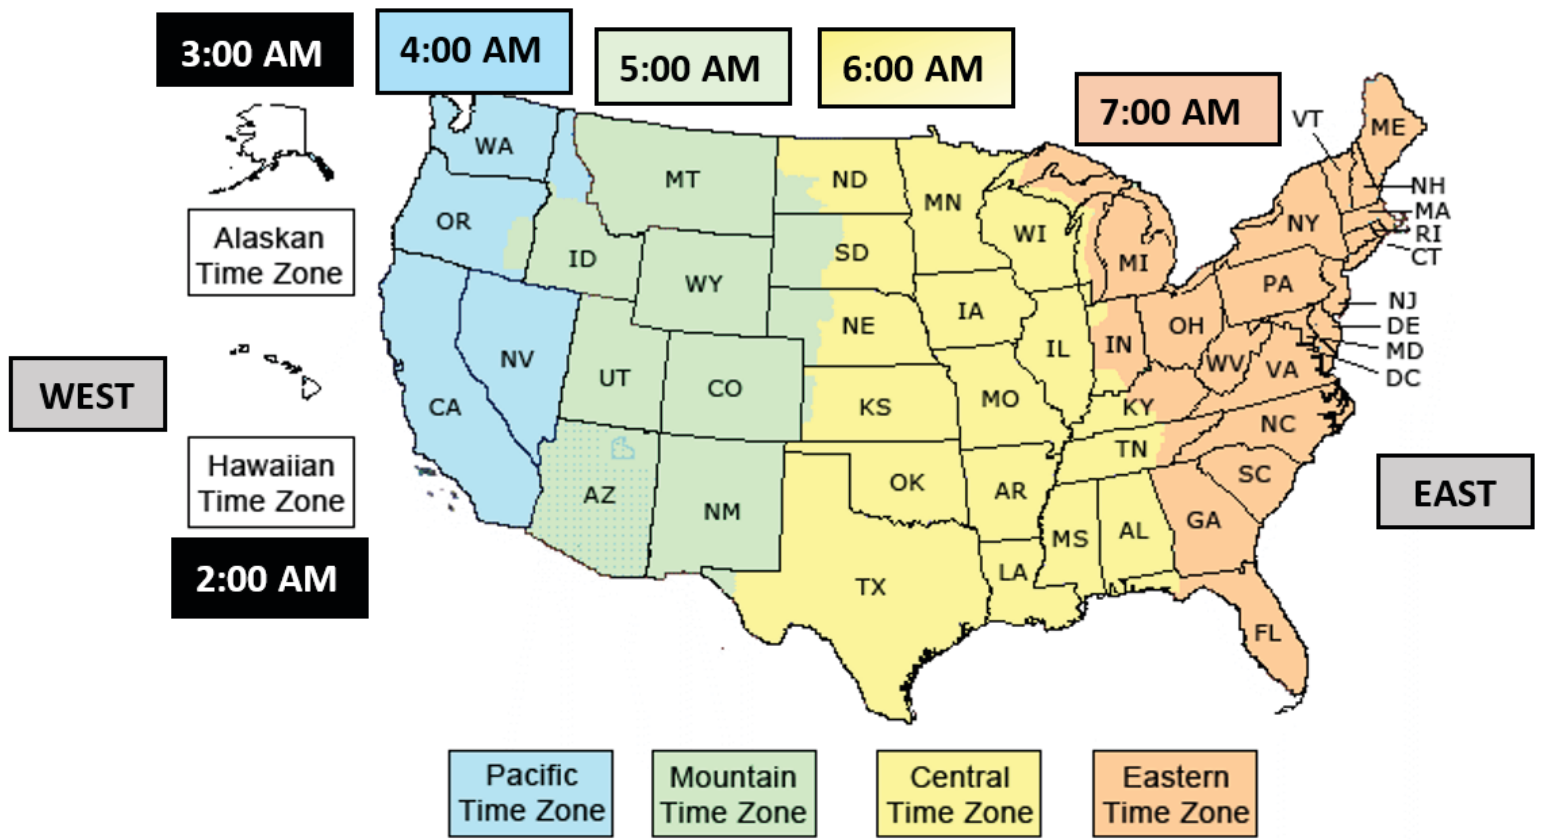 3:00 AM
4:00 AM
5:00 AM
6:00 AM
7:00 AM
WA
OR
CA
NV
ID
MT
WY
UT
CO
AZ
NM
ND
SD
NE
KS
OK
TX
MN
IA
MO
AR
LA
WI
IL
MS
AL
TN
KY
IN
MI
OH
WV
VA
NC
SC
GA
FL
PA
NY
VT
ME
NH
MA
RI
CT
NJ
DE
MD
DC
Alaskan
Time Zone
WEST
Hawaiian
Time Zone
2:00 AM
EAST
Pacific
Time Zone
Mountain
Time Zone
Central
Time Zone
Eastern
Time Zone